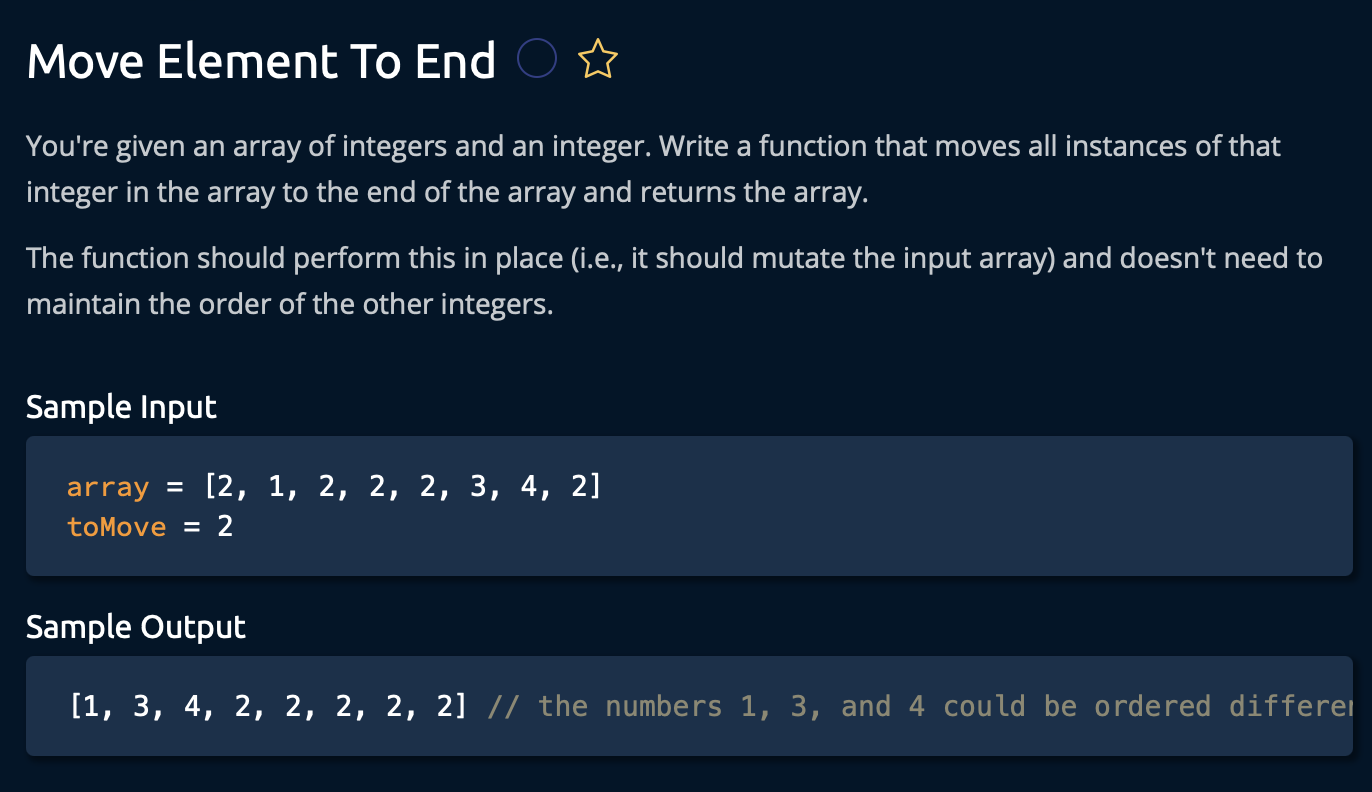 Move Element To End
You're given an array of integers and an integer. Write a function that moves all instances of that
integer in the array to the end of the array and returns the array.
The function should perform this in place (i.e., it should mutate the input array) and doesn't need to
maintain the order of the other integers.
Sample Input
array = [2, 1, 2, 2, 2, 3, 4, 2]
toMove = 2
Sample Output
[1, 3, 4, 2, 2, 2, 2, 2] // the numbers 1, 3, and 4 could be ordered